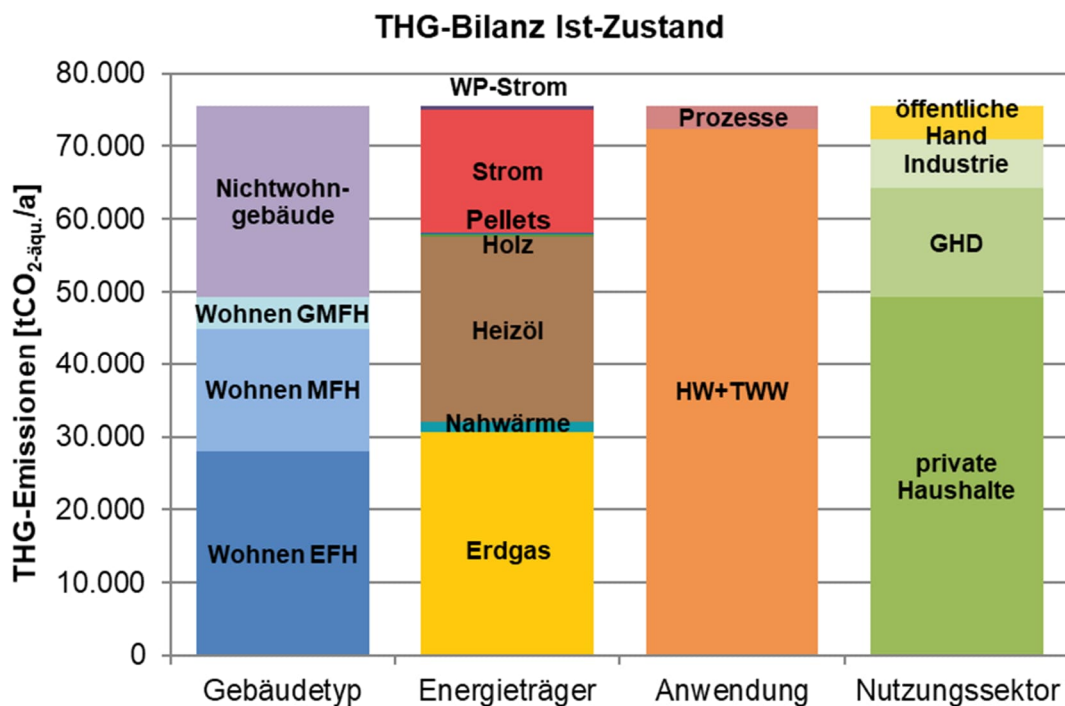 THG-Bilanz Ist-Zustand
THG-Emissionen [tCO2-äqu./a]
80.000
70.000
60.000
50.000
40.000
30.000
20.000
10.000
0
Nichtwohn-
gebäude
Wohnen GMFH
Wohnen MFH
Wohnen EFH
WP-Strom
Strom
Pellets
Holz
Heizöl
Nahwärme
Erdgas
Prozesse
HW+TWW
öffentliche
Hand
Industrie
GHD
private
Haushalte
Gebäudetyp
Energieträger
Anwendung
Nutzungssektor